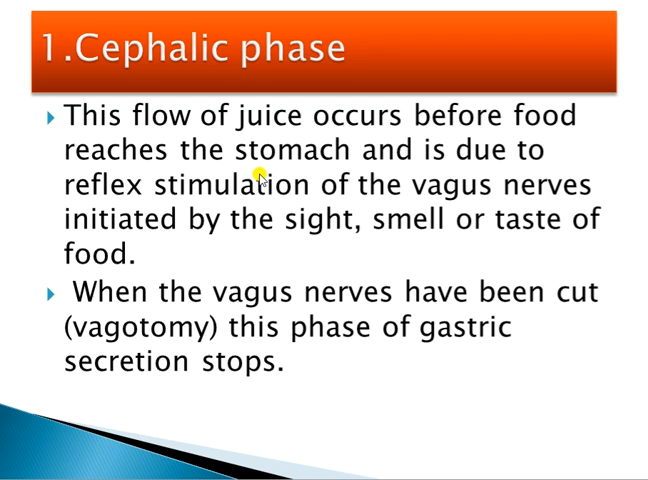 1.Cephalic phase
This flow of juice occurs before food
reaches the stomach and is due to
reflex stimulation of the vagus nerves
initiated by the sight, smell or taste of
food.
When the vagus nerves have been cut
(vagotomy) this phase of gastric
secretion stops.